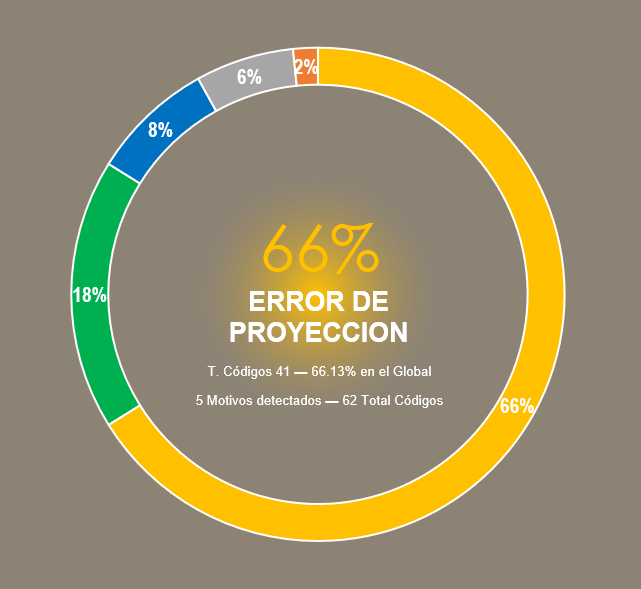 2%
6%
8%
66%
18%
ERROR DE
PROYECCION
T. Códigos 41 — 66.13% en el Global
5 Motivos detectados — 62 Total Códigos
66%